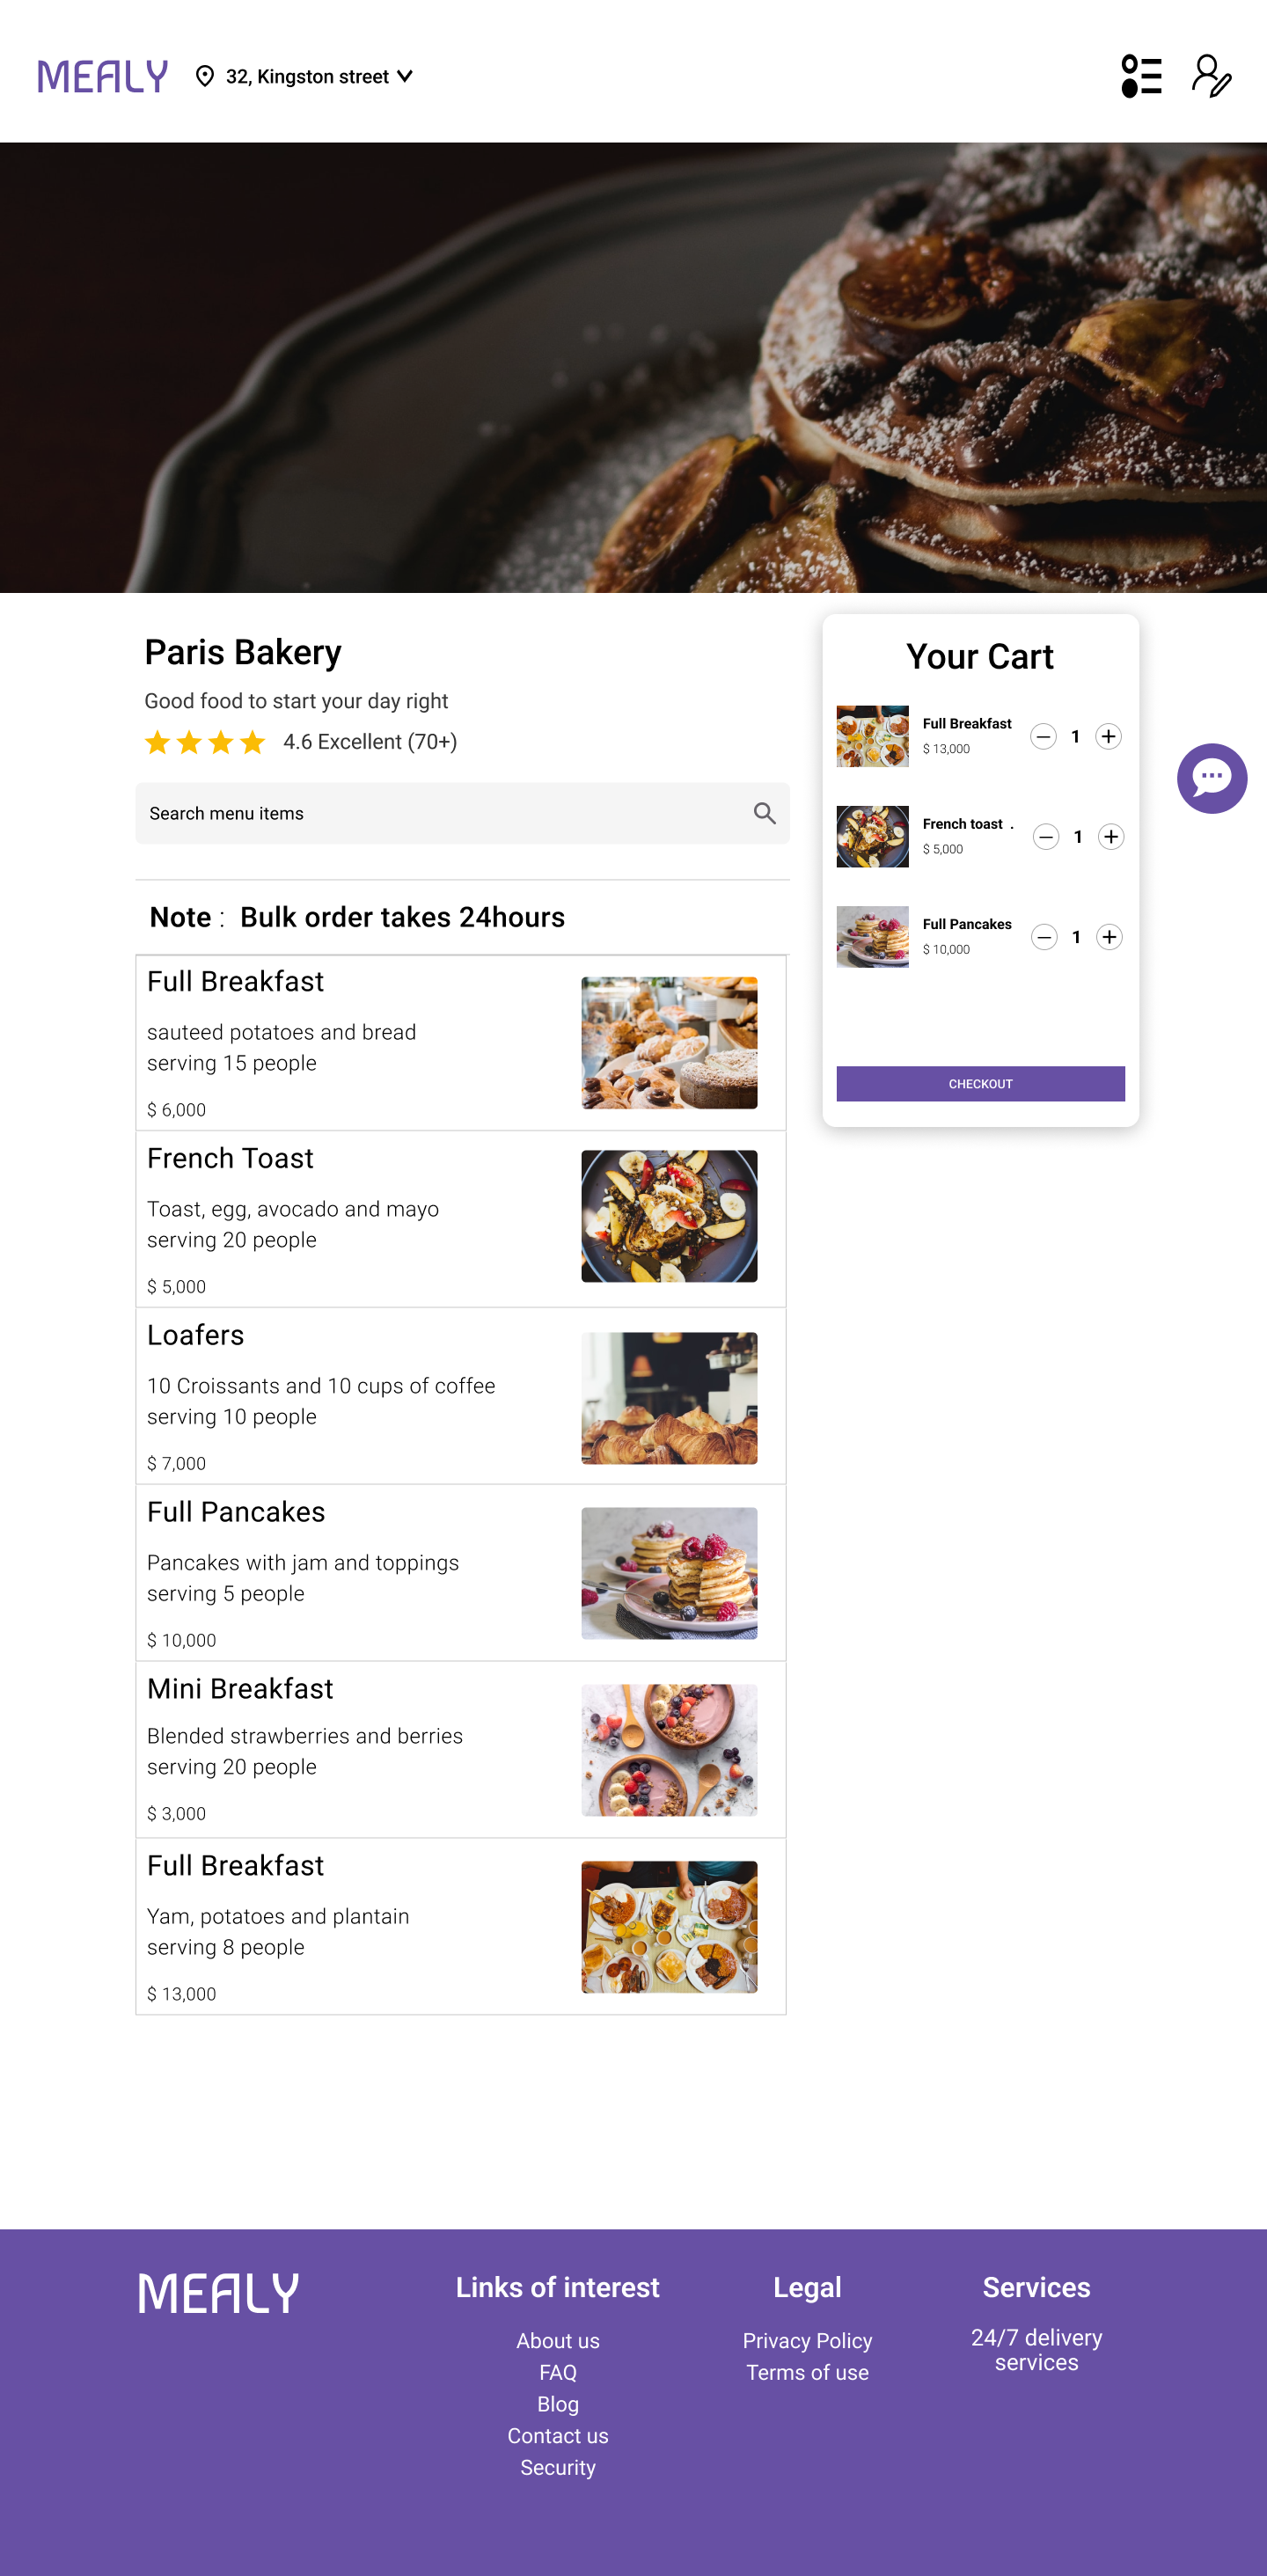 MEALY
32, Kingston street
Paris Bakery
Good food to start your day right
4.6 Excellent (70+)
Search menu items
Note : Bulk order takes 24hours
Full Breakfast
sauteed potatoes and bread
serving 15 people
$ 6,000
French Toast
Toast, egg, avocado and mayo
serving 20 people
$ 5,000
Loafers
10 Croissants and 10 cups of coffee
serving 10 people
$ 7,000
Full Pancakes
Pancakes with jam and toppings
serving 5 people
$ 10,000
Mini Breakfast
Blended strawberries and berries
serving 20 people
$ 3,000
Full Breakfast
Yam, potatoes and plantain
serving 8 people
$ 13,000
Your Cart
Full Breakfast
$ 13,000
1
French toast .
$ 5,000
1
Full Pancakes
$ 10,000
1
CHECKOUT
MEALY
Links of interest
About us
FAQ
Blog
Contact us
Security
Legal
Privacy Policy
Terms of use
Services
24/7 delivery
services